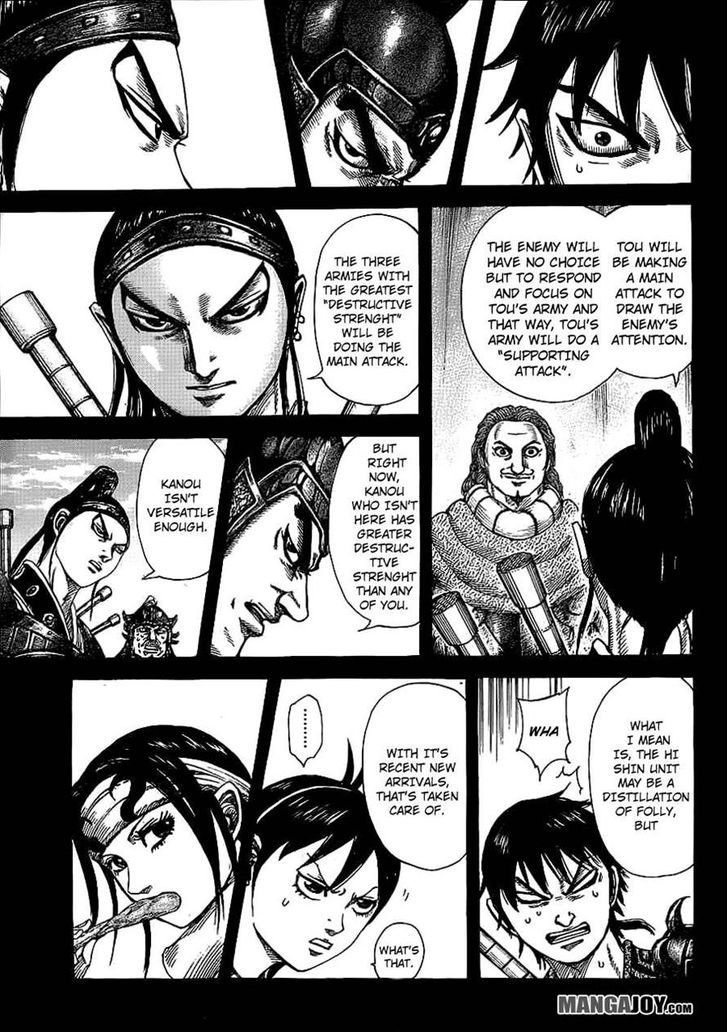 TOU WILL
BE MAKING
A MAIN
ATTACK TO
DRAW THE
ENEMY'S
ATTENTION.
THE ENEMY WILL
HAVE NO CHOICE
BUT TO RESPOND
AND FOCUS ON
TOU'S ARMY AND
THAT WAY, TOU'S
ARMY WILL DO A
"SUPPORTING
ATTACK".
THE THREE
ARMIES WITH
THE GREATEST
"DESTRUCTIVE
STRENGHT"
WILL BE
DOING THE
MAIN ATTACK.
BUT
RIGHT
NOW,
KANOU
WHO ISN'T
HERE HAS
GREATER
DESTRUC-
TIVE
STRENGHT
THAN ANY
OF YOU.
KANOU
ISN'T
VERSATILE
ENOUGH.
WHAT
I MEAN
IS, THE HI
SHIN UNIT
MAY BE A
DISTILLATION
OF FOLLY,
BUT
WHA
WITH IT'S
RECENT NEW
ARRIVALS,
THAT'S TAKEN
CARE OF.
........
WHAT'S
THAT.
MANGAJOY.COM